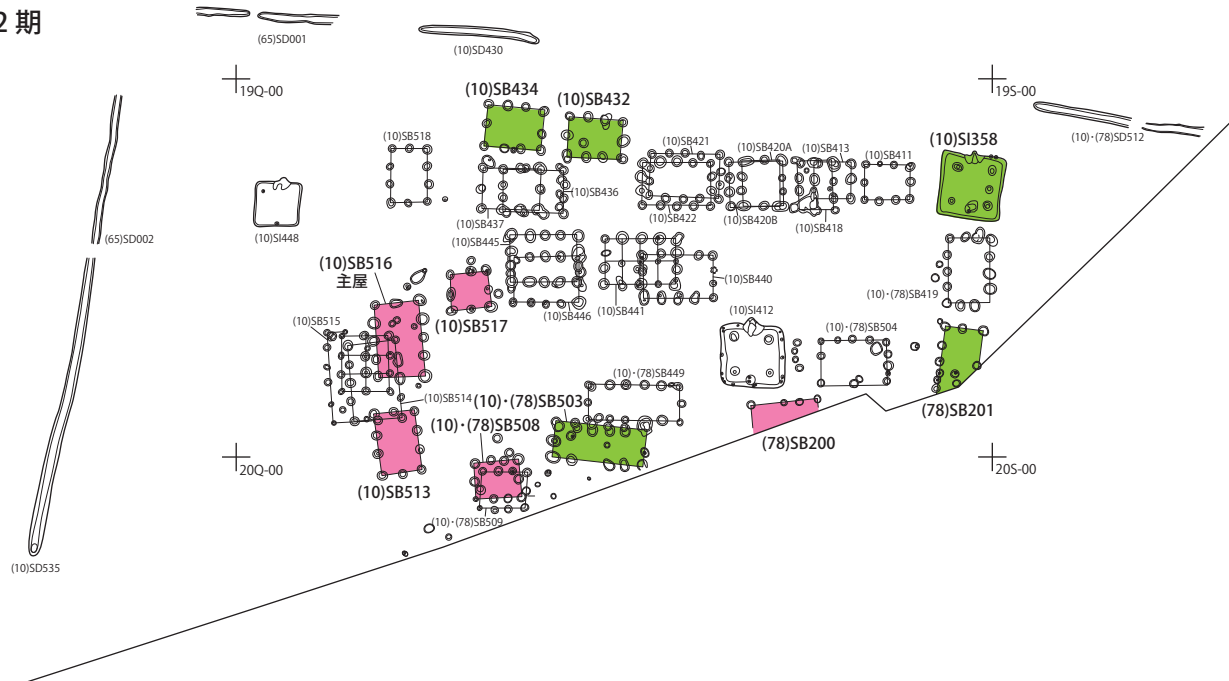 2 期
(65)SD001
(10)SD430
19Q-00
19S-00
(10)・(78)SD512
(10)SB434
(10)SB432
(10)SI358
(10)SB518
(10)SB421
(10)SB420A
(10)SB413
(10)SB411
(10)SB436
(10)SB437
(10)SB422
(10)SB420B
(10)SB418
(10)SI448
(65)SD002
(10)SB445
(10)SB516
主屋
(10)SB517
(10)SB446
(10)SB441
(10)SB440
(10)・(78)SB419
(10)SI412
(10)・(78)SB504
(10)SB515
(10)・(78)SB449
(10)SB514
(10)・(78)SB503
(10)・(78)SB508
(78)SB201
(78)SB200
20Q-00
20S-00
(10)SB513
(10)・(78)SB509
(10)SD535